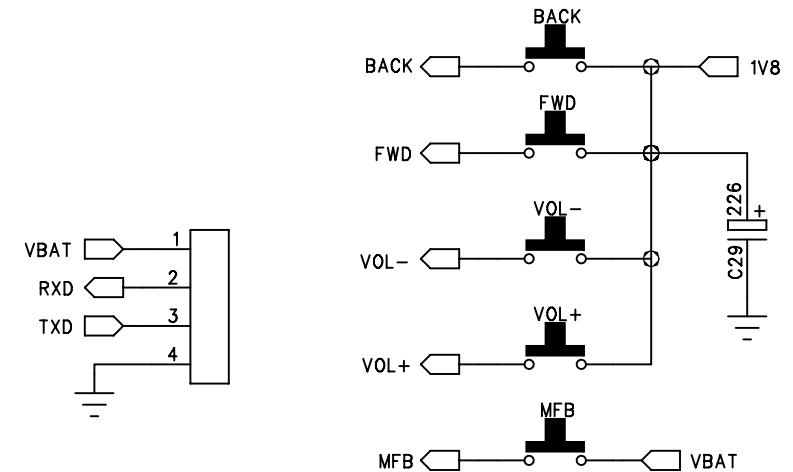 BACK
BACK
1V8
FWD
FWD
226
+
C29
VOL-
VOL-
VOL+
VOL+
MFB
MFB
VBAT
VBAT
1
RXD
2
TXD
3
4